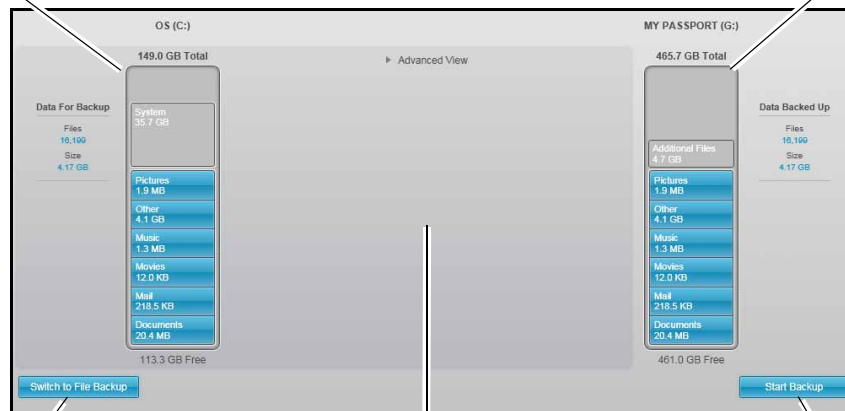 OS (C:)
MY PASSPORT (G:)
149.0 GB Total
Advanced View
465.7 GB Total
Data For Backup
Files
16,199
Size
4.17 GB
System
35.7 GB
Pictures
1.9 MB
Other
4.1 GB
Music
1.3 MB
Movies
12.0 KB
Mail
218.5 KB
Documents
20.4 MB
113.3 GB Free
Additional Files
4.7 GB
Pictures
1.9 MB
Other
4.1 GB
Music
1.3 MB
Movies
12.0 KB
Mail
218.5 KB
Documents
20.4 MB
461.0 GB Free
Data Backed Up
Files
16,199
Size
4.17 GB
Switch to File Backup
Start Backup